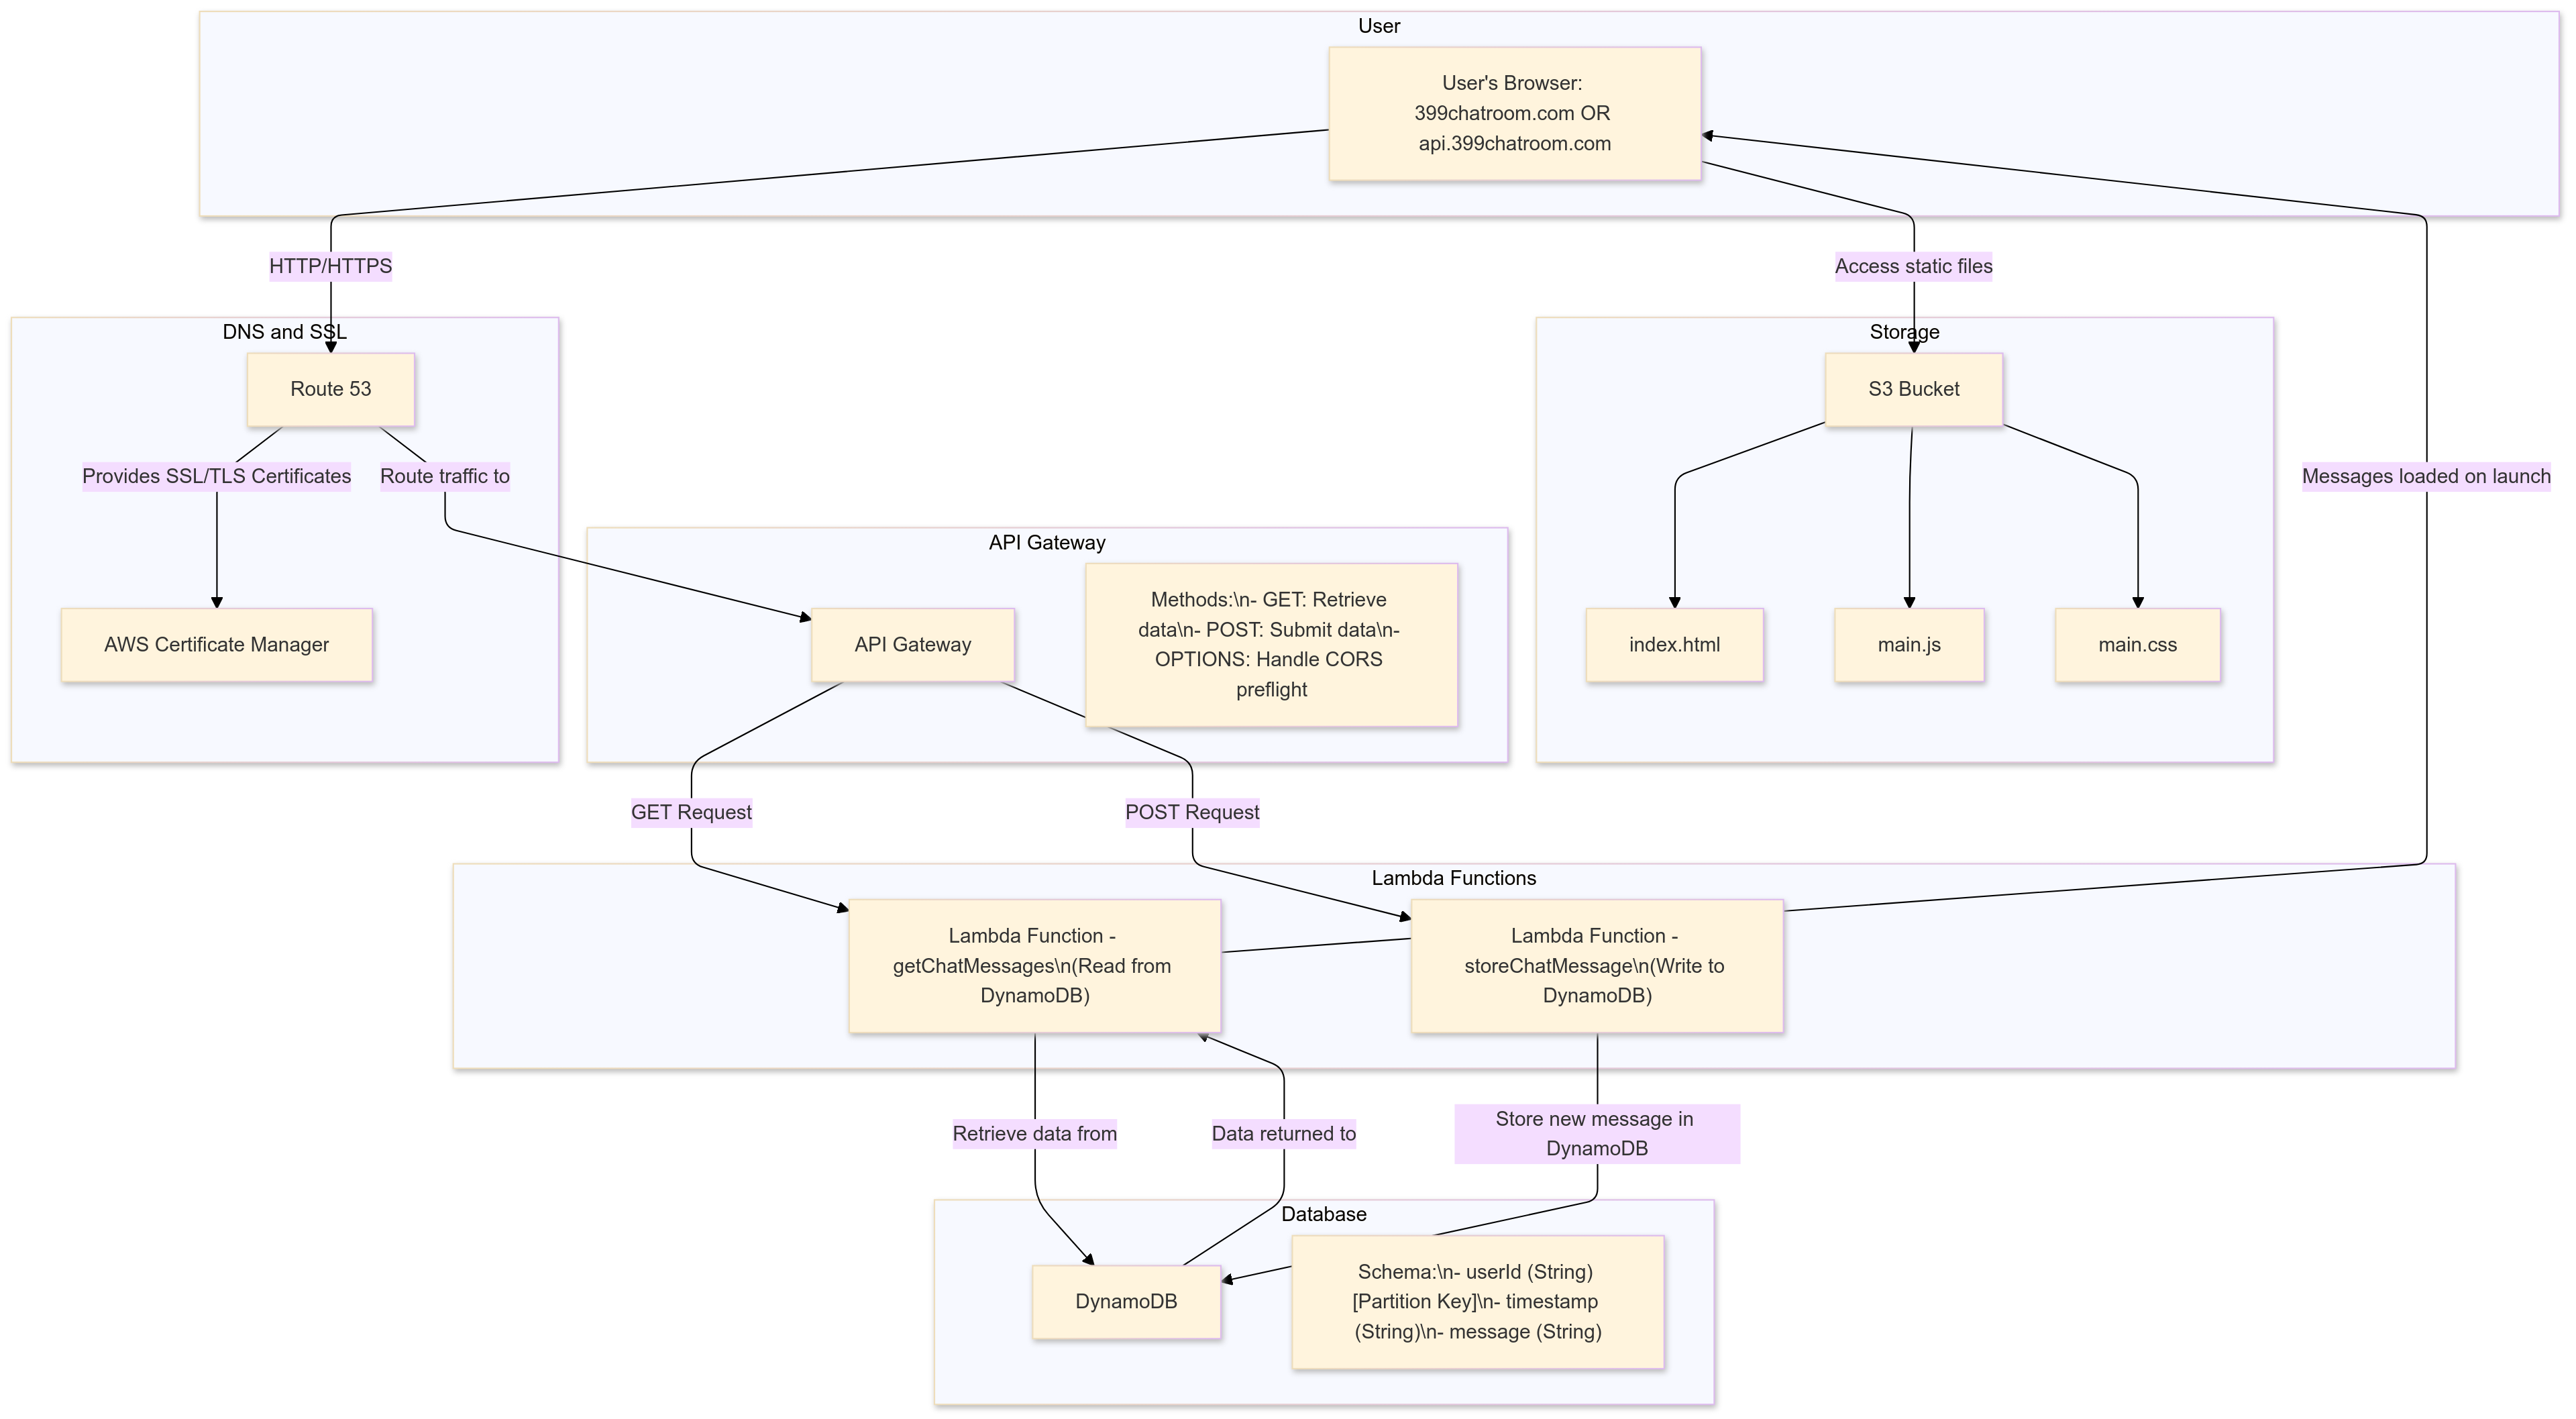 User
User's Browser:
399chatroom.com OR
api.399chatroom.com
HTTP/HTTPS
Access static files
DNS and SSL
Storage
Route 53
S3 Bucket
Provides SSL/TLS Certificates
Route traffic to
Messages loaded on launch
API Gateway
Methods:\n- GET: Retrieve
data\n- POST: Submit data\n-
OPTIONS: Handle CORS
preflight
AWS Certificate Manager
API Gateway
index.html
main.js
main.css
GET Request
POST Request
Lambda Functions
Lambda Function -
getChatMessages\n(Read from
DynamoDB)
Lambda Function -
storeChatMessage\n(Write to
DynamoDB)
Retrieve data from
Data returned to
Store new message in
DynamoDB
Database
DynamoDB
Schema:\n- userId (String)
[Partition Key]\n- timestamp
(String)\n- message (String)